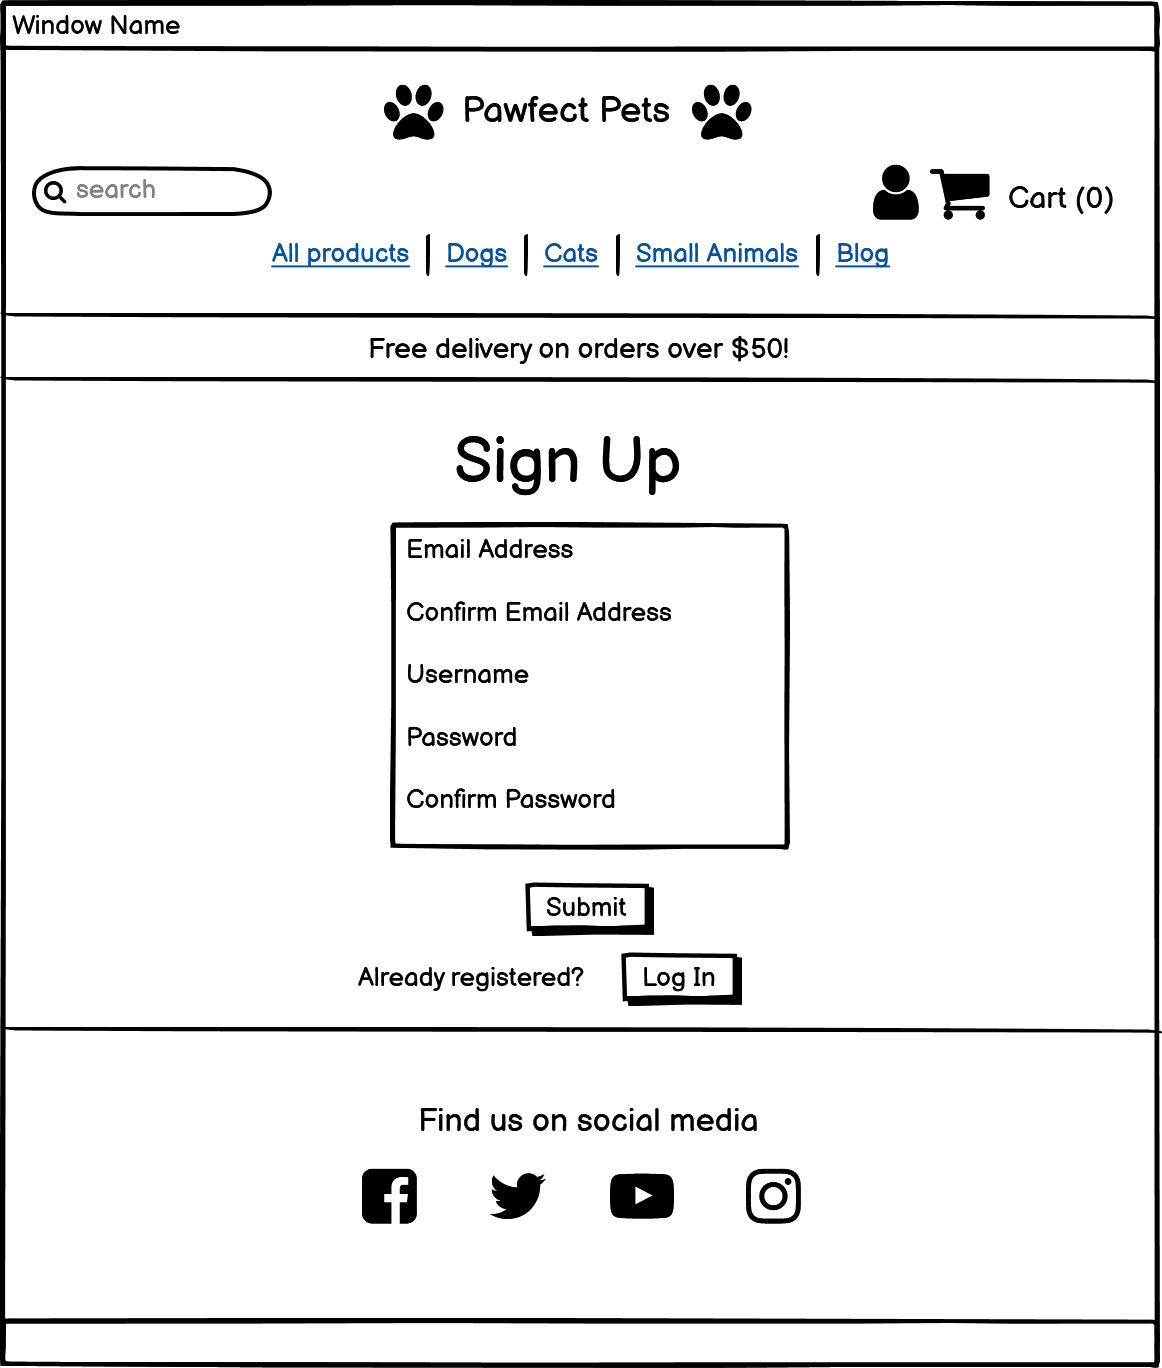 Window Name
Pawfect Pets
search
Cart (0)
All products Dogs Cats Small Animals Blog
Free delivery on orders over $50!
Sign Up
Email Address
Confirm Email Address
Username
Password
Confirm Password
Submit
Already registered? Log In
Find us on social media